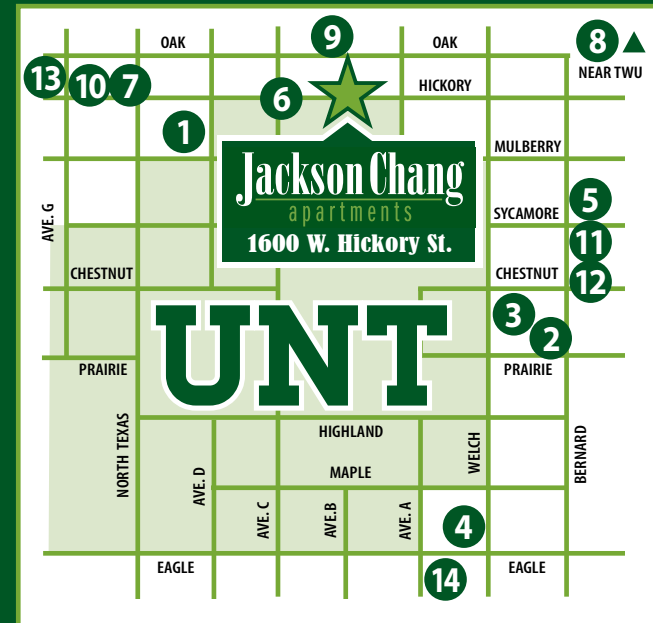 9
OAK
OAK
8
NEAR TWU
13
10
7
6
HICKORY
1
MULBERRY
Jackson Chang
apartments
1600 W. Hickory St.
AVE. G
SYCAMORE
5
11
CHESTNUT
CHESTNUT
12
UNT
3
2
PRAIRIE
PRAIRIE
HIGHLAND
NORTH TEXAS
AVE. D
MAPLE
WELCH
BERNARD
AVE. C
AVE.B
AVE. A
4
EAGLE
14
EAGLE